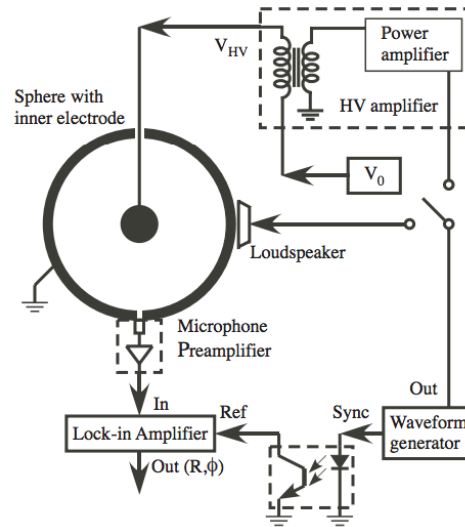 V_HV
Power
amplifier
HV amplifier
Sphere with
inner electrode
V_0
Loudspeaker
Microphone
Preamplifier
In
Out
Ref
Sync
Lock-in Amplifier
Waveform
generator
Out (R,ϕ)